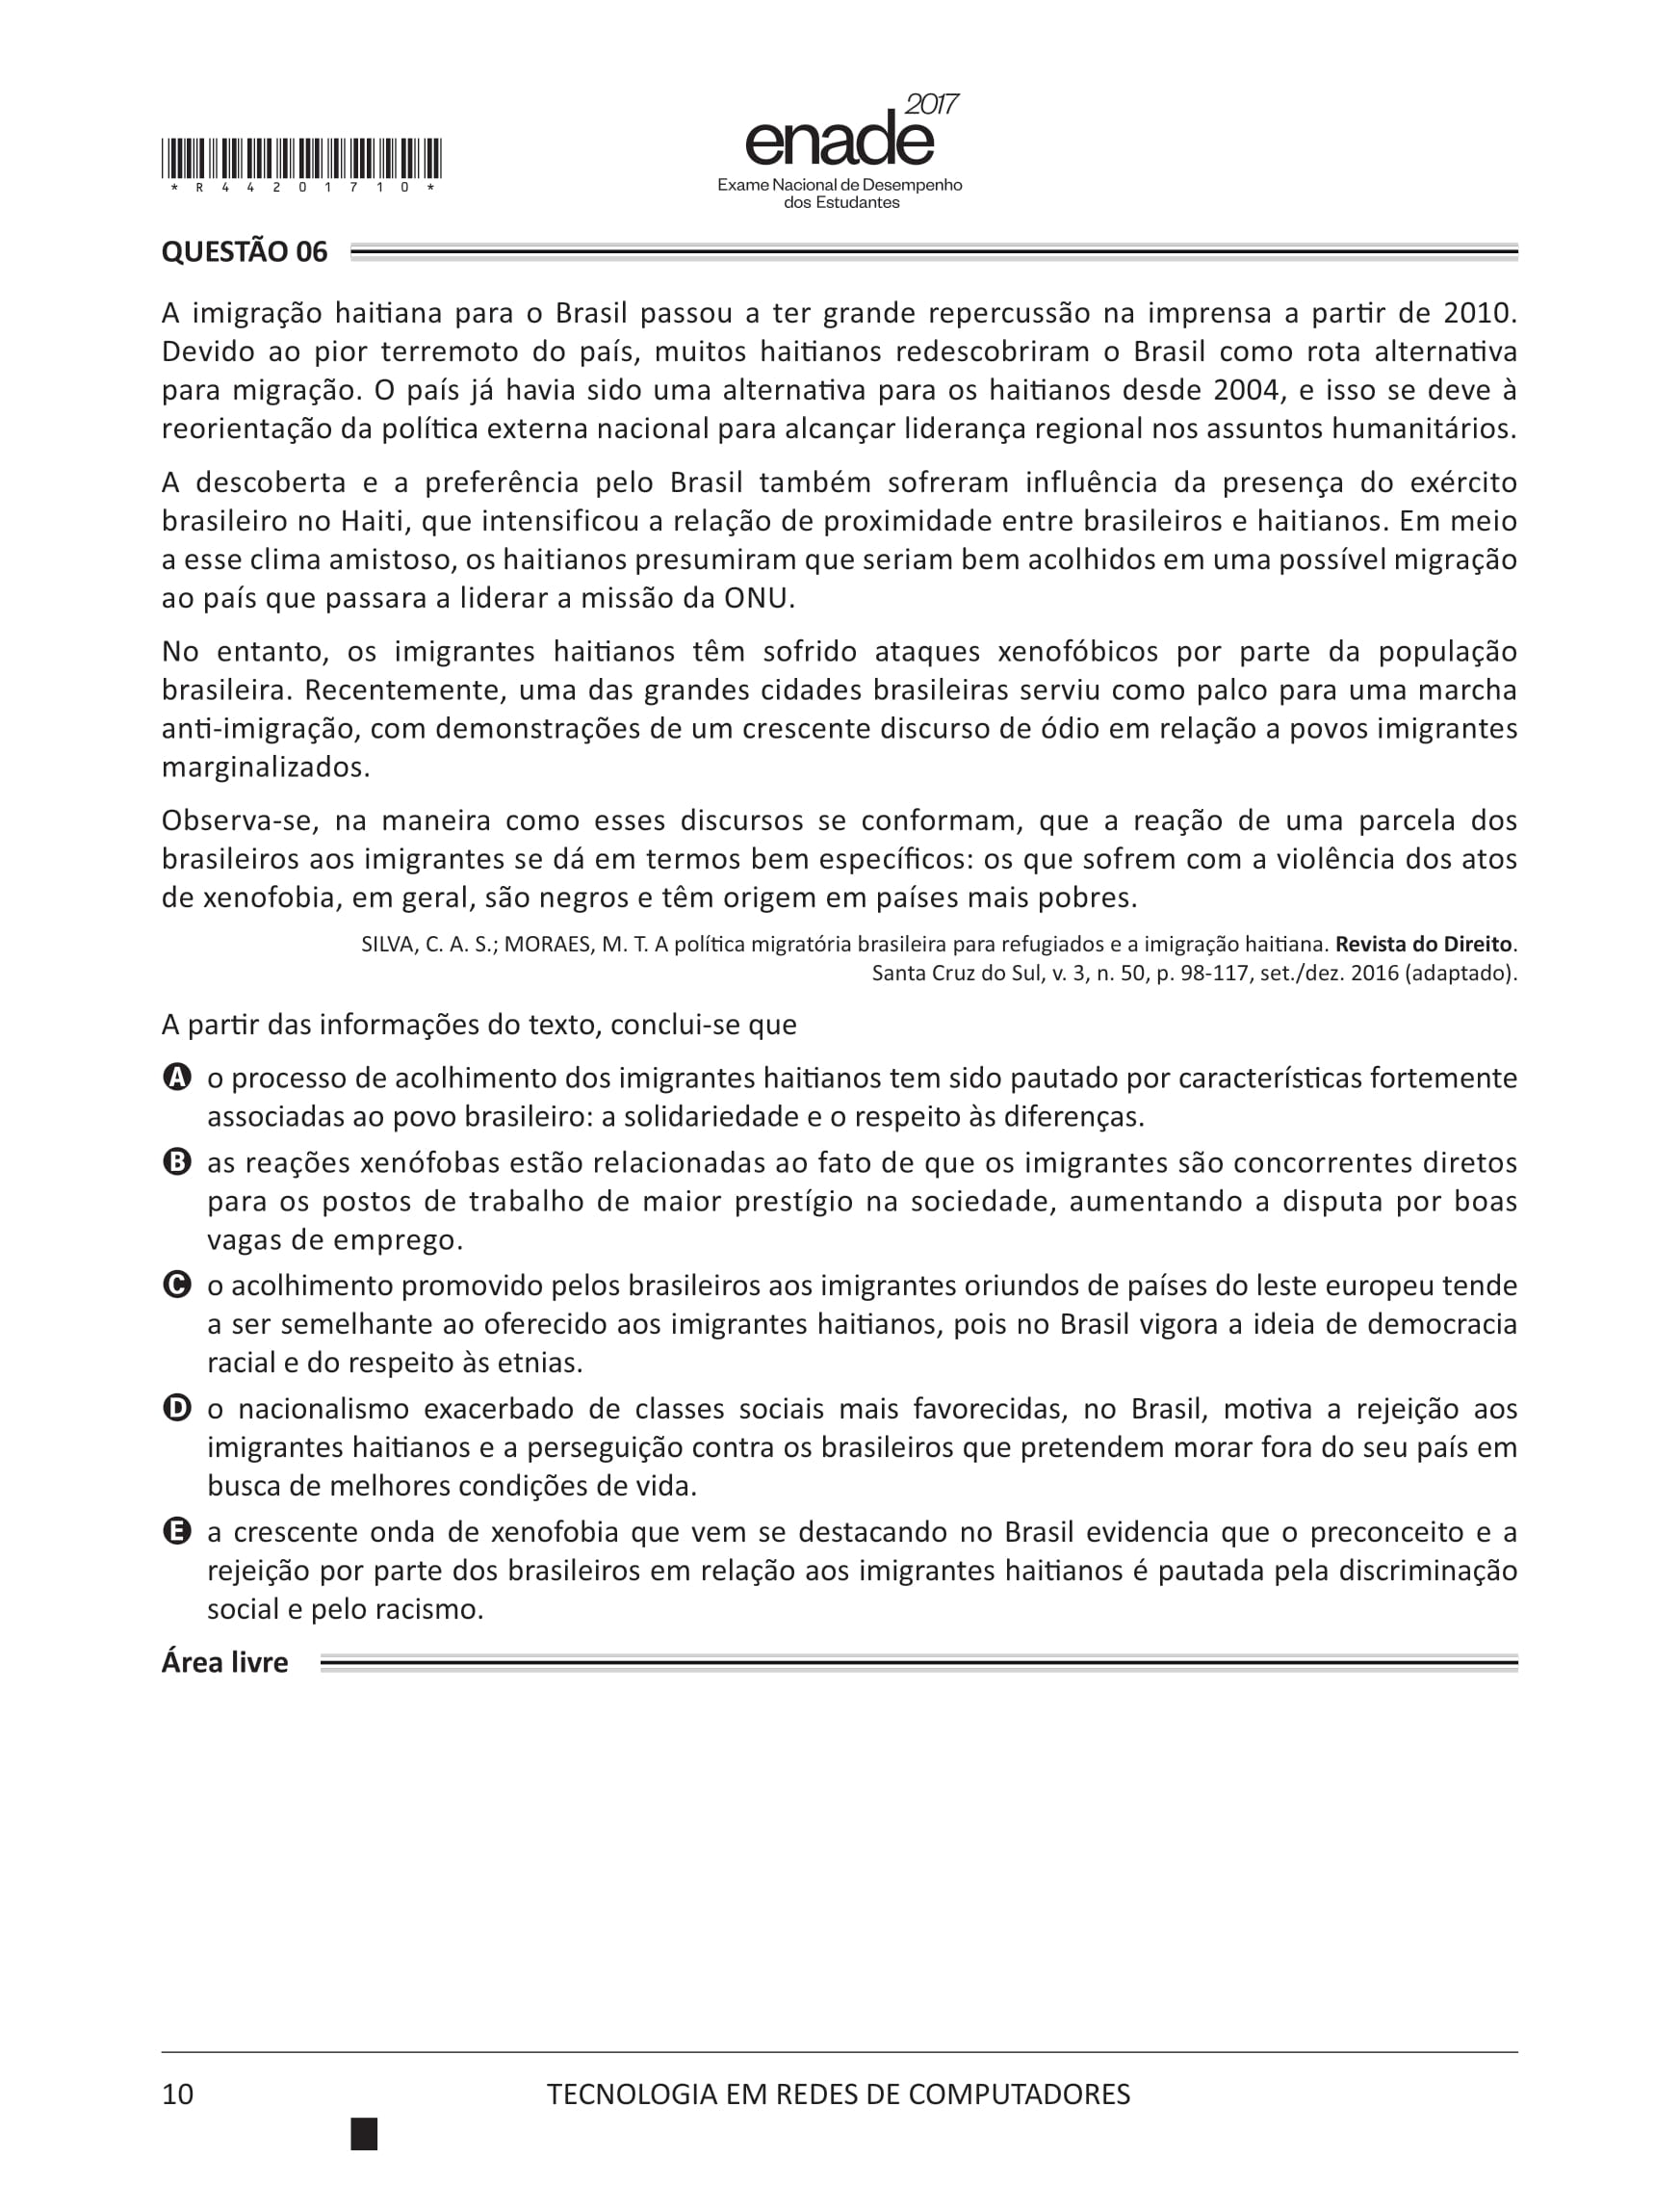 2017
enade
Exame Nacional de Desempenho
dos Estudantes
* R 4 4 2 0 1 7 1 0 *
QUESTÃO 06
A imigração haitiana para o Brasil passou a ter grande repercussão na imprensa a partir de 2010.
Devido ao pior terremoto do país, muitos haitianos redescobriram o Brasil como rota alternativa
para migração. O país já havia sido uma alternativa para os haitianos desde 2004, e isso se deve à
reorientação da política externa nacional para alcançar liderança regional nos assuntos humanitários.
A descoberta e a preferência pelo Brasil também sofreram influência da presença do exército
brasileiro no Haiti, que intensificou a relação de proximidade entre brasileiros e haitianos. Em meio
a esse clima amistoso, os haitianos presumiram que seriam bem acolhidos em uma possível migração
ao país que passara a liderar a missão da ONU.
No entanto, os imigrantes haitianos têm sofrido ataques xenofóbicos por parte da população
brasileira. Recentemente, uma das grandes cidades brasileiras serviu como palco para uma marcha
anti-imigração, com demonstrações de um crescente discurso de ódio em relação a povos imigrantes
marginalizados.
Observa-se, na maneira como esses discursos se conformam, que a reação de uma parcela dos
brasileiros aos imigrantes se dá em termos bem específicos: os que sofrem com a violência dos atos
de xenofobia, em geral, são negros e têm origem em países mais pobres.
SILVA, C. A. S.; MORAES, M. T. A política migratória brasileira para refugiados e a imigração haitiana. Revista do Direito.
Santa Cruz do Sul, v. 3, n. 50, p. 98-117, set./dez. 2016 (adaptado).
A partir das informações do texto, conclui-se que
A o processo de acolhimento dos imigrantes haitianos tem sido pautado por características fortemente
associadas ao povo brasileiro: a solidariedade e o respeito às diferenças.
B as reações xenófobas estão relacionadas ao fato de que os imigrantes são concorrentes diretos
para os postos de trabalho de maior prestígio na sociedade, aumentando a disputa por boas
vagas de emprego.
C o acolhimento promovido pelos brasileiros aos imigrantes oriundos de países do leste europeu tende
a ser semelhante ao oferecido aos imigrantes haitianos, pois no Brasil vigora a ideia de democracia
racial e do respeito às etnias.
D o nacionalismo exacerbado de classes sociais mais favorecidas, no Brasil, motiva a rejeição aos
imigrantes haitianos e a perseguição contra os brasileiros que pretendem morar fora do seu país em
busca de melhores condições de vida.
E a crescente onda de xenofobia que vem se destacando no Brasil evidencia que o preconceito e a
rejeição por parte dos brasileiros em relação aos imigrantes haitianos é pautada pela discriminação
social e pelo racismo.
Área livre
10
TECNOLOGIA EM REDES DE COMPUTADORES